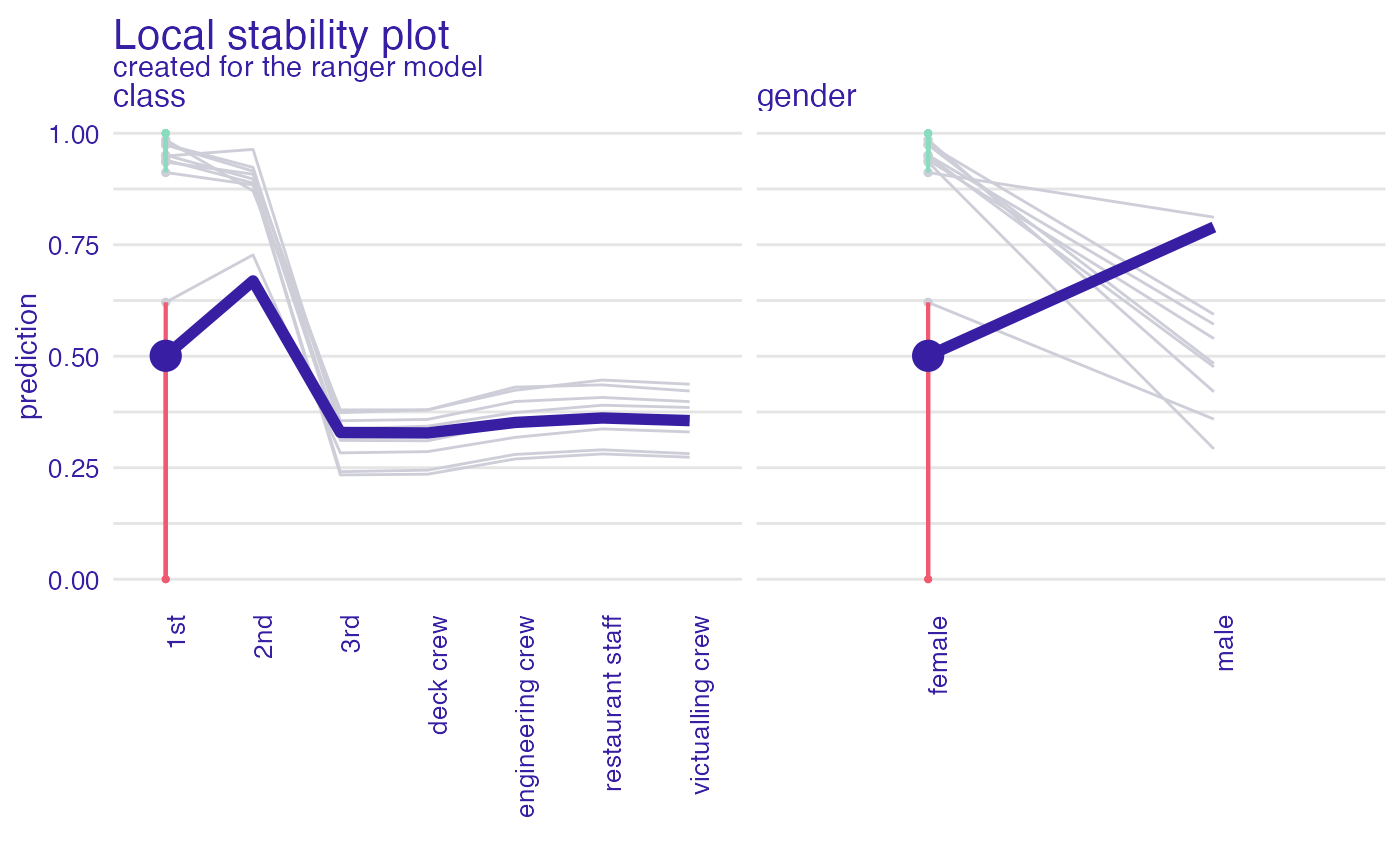 Local stability plot
created for the ranger model
class
gender
prediction
1.00
0.75
0.50
0.25
0.00
1st
2nd
3rd
deck crew
engineering crew
restaurant staff
victualling crew
female
male